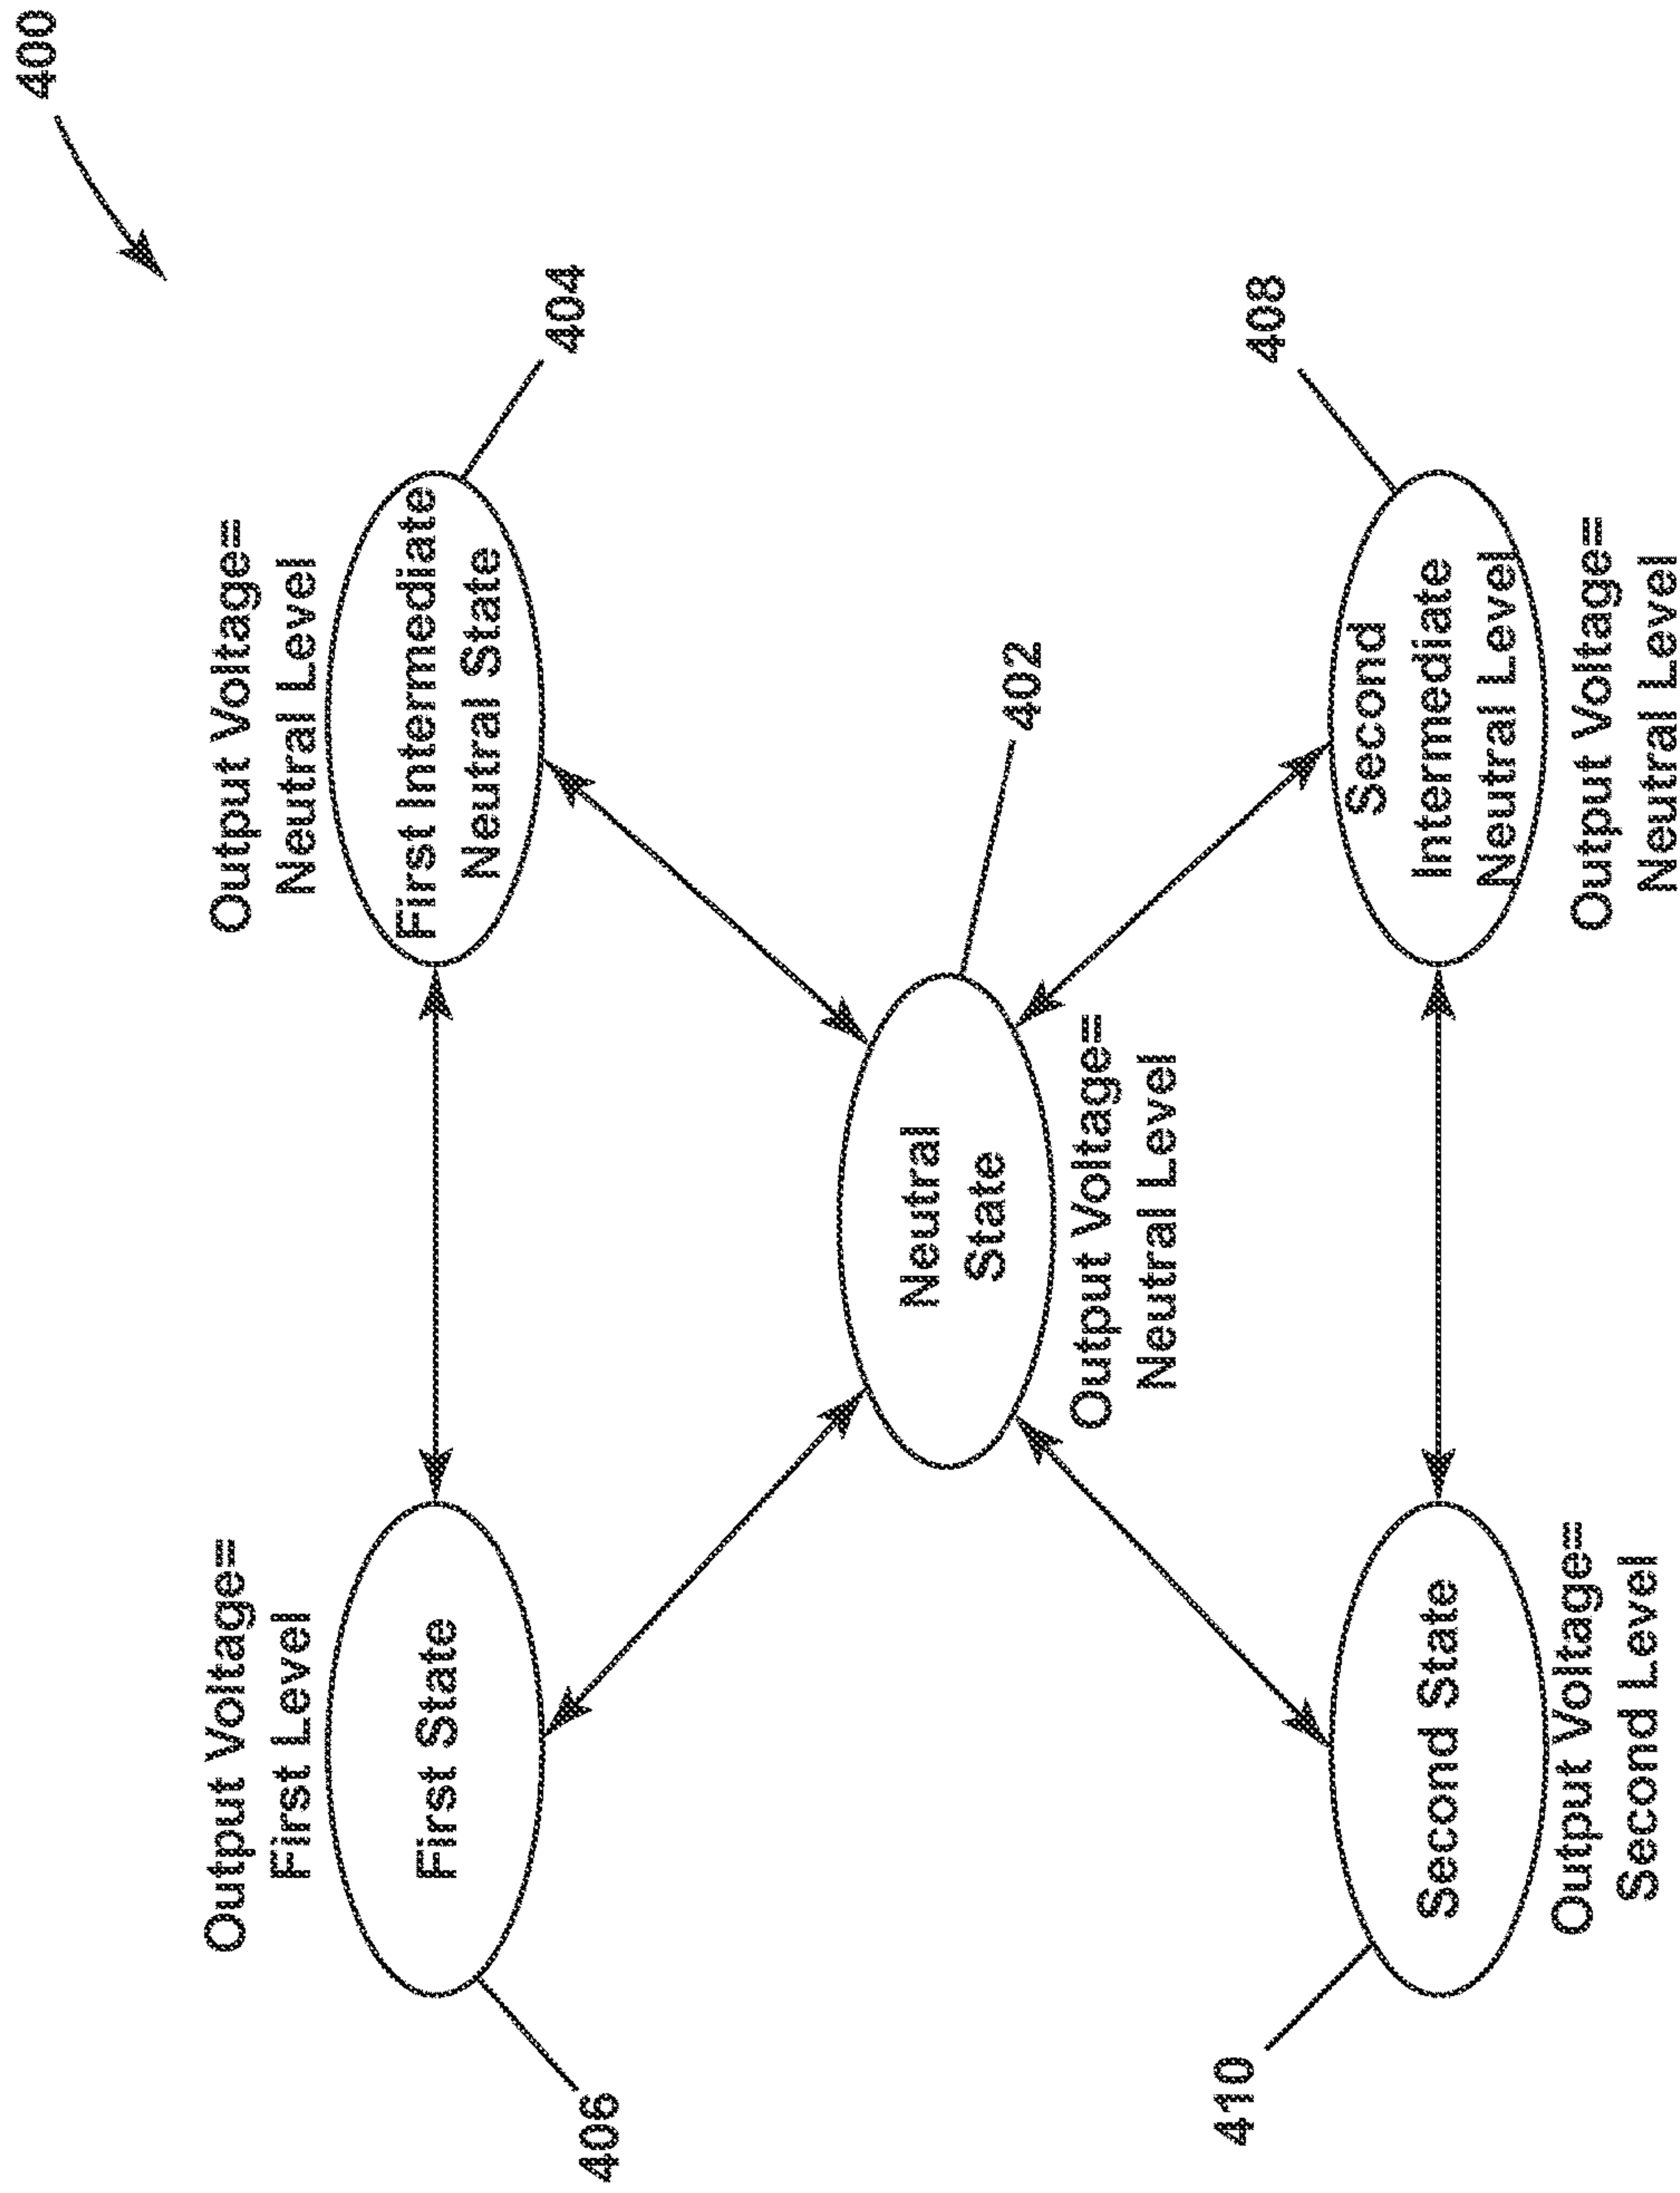 400
Output Voltage=
Neutral Level
First Intermediate
Neutral State
404
Output Voltage=
First Level
First State
406
Neutral
State
402
Output Voltage=
Neutral Level
Second
Intermediate
Neutral Level
408
Output Voltage=
Neutral Level
Second State
410
Output Voltage=
Second Level